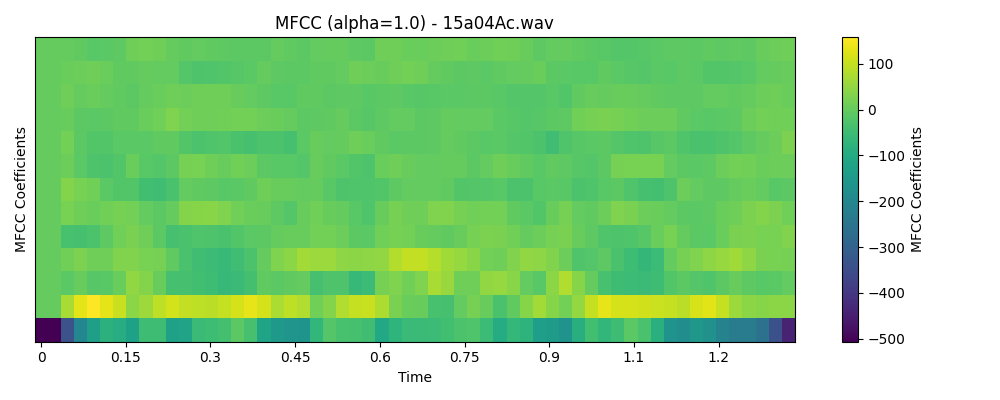 MFCC (alpha=1.0) - 15a04Ac.wav
MFCC Coefficients
0 0.15 0.3 0.45 0.6 0.75 0.9 1.1 1.2
Time
100
0
−100
−200
−300
−400
−500
MFCC Coefficients